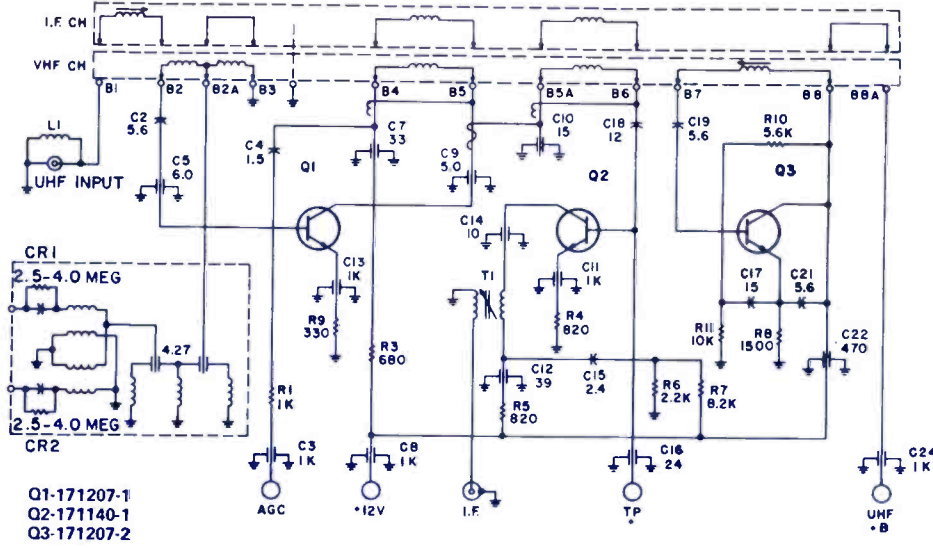 I.F. CH
VHF CH
B1
B2
B2A
B3
B4
B5
B5A
B6
B7
B8
B8A
L1
UHF INPUT
C2
5.6
C5
6.0
C4
1.5
Q1
C7
33
C9
5.0
C10
15
C18
12
Q2
C19
5.6
R10
5.6K
Q3
C13
1K
R9
330
C14
10
C11
1K
T1
R4
820
C17
15
C21
5.6
R11
10K
R8
1500
C22
470
CR1
2.5-4.0 MEG
4.27
2.5-4.0 MEG
CR2
R1
1K
R3
680
C12
39
C15
2.4
R5
820
R6
2.2K
R7
8.2K
C3
1K
C8
1K
C16
24
C24
1K
AGC
+12V
I.F.
TP
UHF
+B
Q1-171207-1
Q2-171140-1
Q3-171207-2